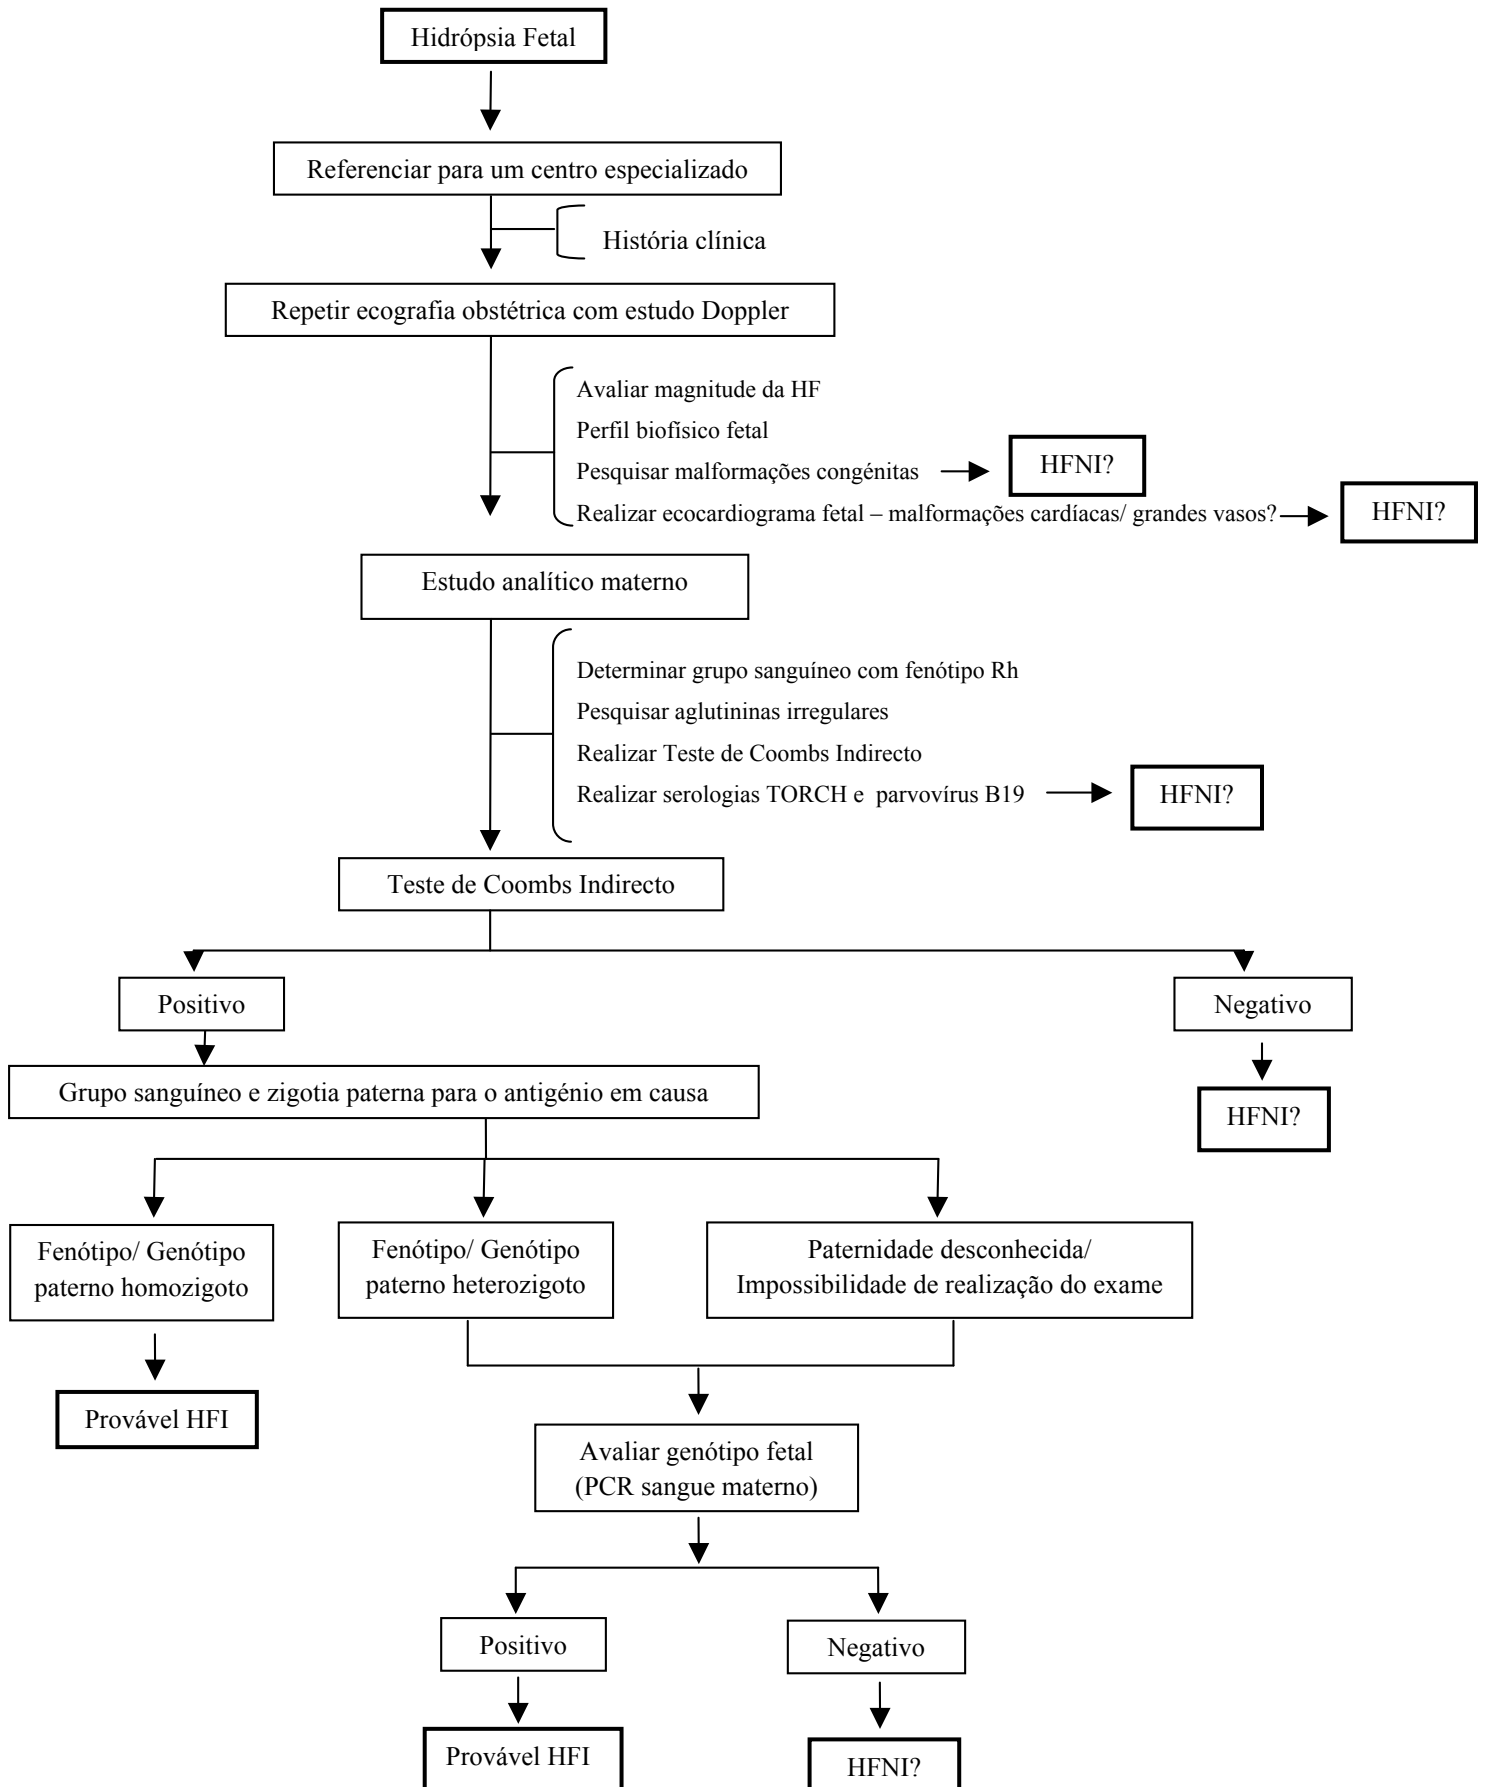 Hidrópsia Fetal
Referenciar para um centro especializado
História clínica
Repetir ecografia obstétrica com estudo Doppler
Avaliar magnitude da HF
Perfil biofísico fetal
Pesquisar malformações congénitas
HFNI?
Realizar ecocardiograma fetal – malformações cardíacas/ grandes vasos?
HFNI?
Estudo analítico materno
Determinar grupo sanguíneo com fenótipo Rh
Pesquisar aglutininas irregulares
Realizar Teste de Coombs Indirecto
Realizar serologias TORCH e parvovírus B19
HFNI?
Teste de Coombs Indirecto
Positivo
Negativo
Grupo sanguíneo e zigotia paterna para o antigénio em causa
HFNI?
Fenótipo/ Genótipo
paterno homozigoto
Fenótipo/ Genótipo
paterno heterozigoto
Paternidade desconhecida/
Impossibilidade de realização do exame
Provável HFI
Avaliar genótipo fetal
(PCR sangue materno)
Positivo
Negativo
Provável HFI
HFNI?